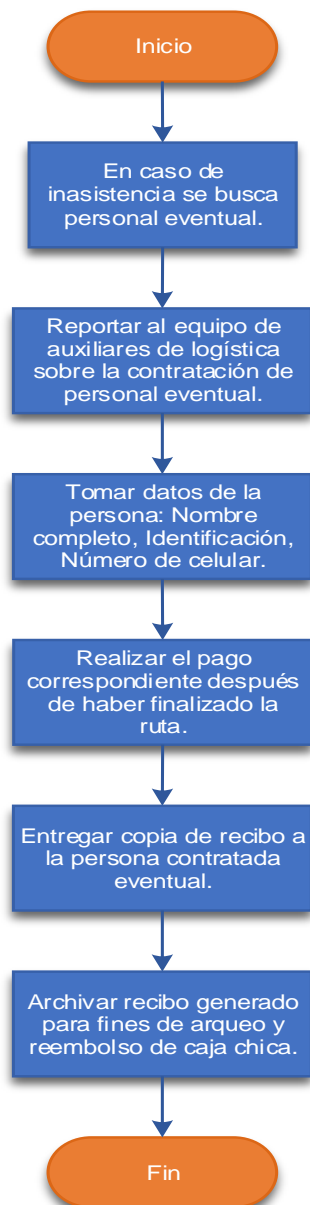 Inicio
En caso de
inasistencia se busca
personal eventual.
Reportar al equipo de
auxiliares de logística
sobre la contratación de
personal eventual.
Tomar datos de la
persona: Nombre
completo, Identificación,
Número de celular.
Realizar el pago
correspondiente después
de haber finalizado la
ruta.
Entregar copia de recibo a
la persona contratada
eventual.
Archivar recibo generado
para fines de arqueo y
reembolso de caja chica.
Fin